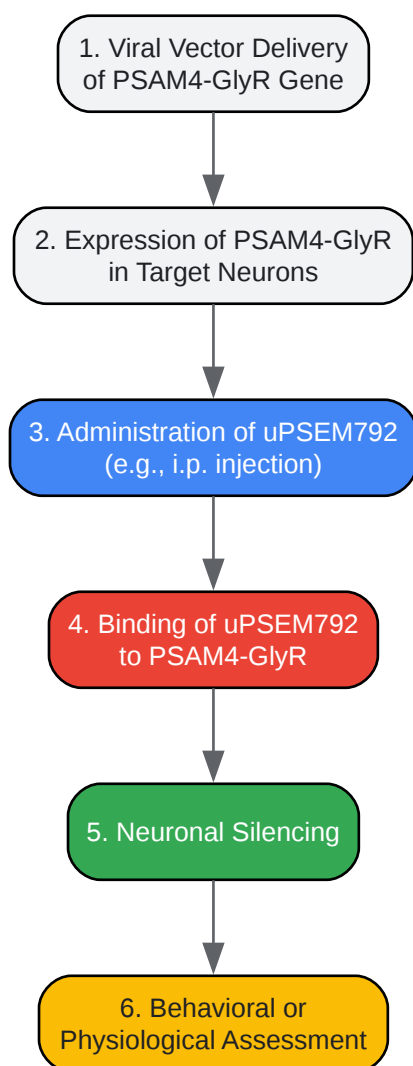 1. Viral Vector Delivery
of PSAM4-GlyR Gene
2. Expression of PSAM4-GlyR
in Target Neurons
3. Administration of uPSEM792
(e.g., i.p. injection)
4. Binding of uPSEM792
to PSAM4-GlyR
5. Neuronal Silencing
6. Behavioral or
Physiological Assessment